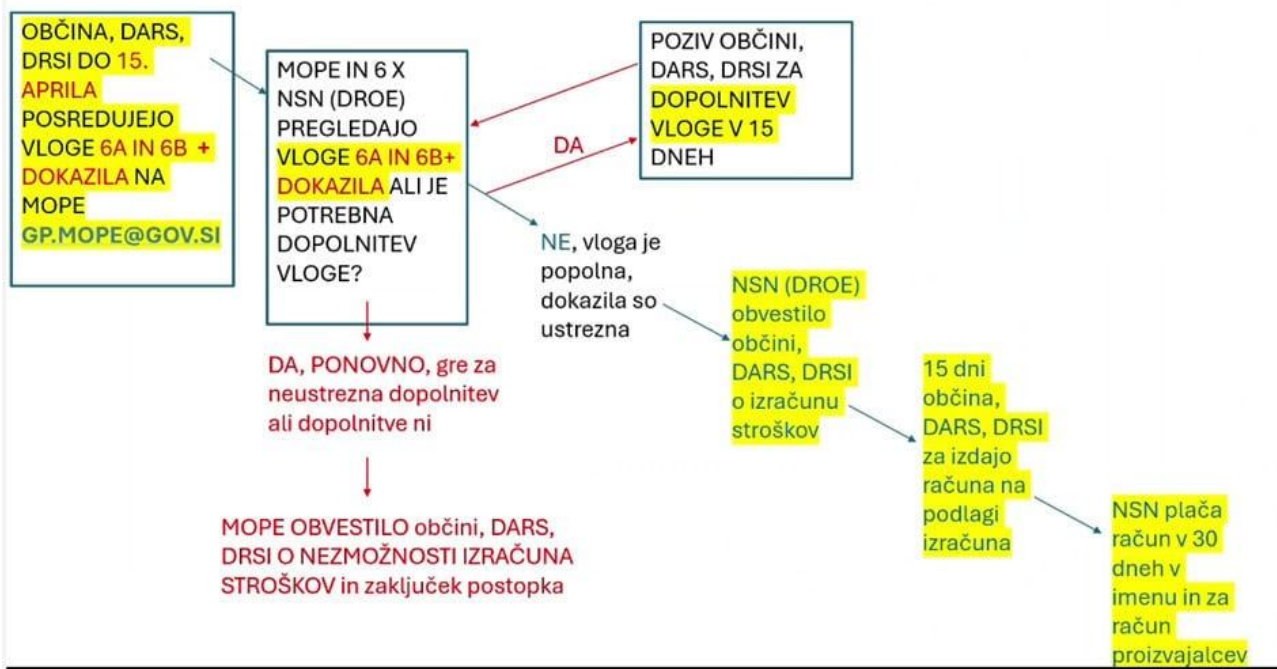 OBČINA, DARS,
DRSI DO 15.
APRILA
POSREDUJEJO
VLOGE 6A IN 6B +
DOKAZILA NA
MOPE
GP.MOPE@GOV.SI
MOPE IN 6 X
NSN (DROE)
PREGLEDAJO
VLOGE 6A IN 6B+
DOKAZILA ALI JE
POTREBNA
DOPOLNITEV
VLOGE?
POZIV OBČINI,
DARS, DRSI ZA
DOPOLNITEV
VLOGE V 15
DNEH
DA
NE, vloga je
popolna,
dokazila so
ustrezna
DA, PONOVNO, gre za
neustrezna dopolnitev
ali dopolnitve ni
MOPE OBVESTILO občini, DARS,
DRSI O NEZMOŽNOSTI IZRAČUNA
STROŠKOV in zaključek postopka
NSN (DROE)
obvestilo
občini,
DARS, DRSI
o izračunu
stroškov
15 dni
občina,
DARS, DRSI
za izdajo
računa na
podlagi
izračuna
NSN plača
račun v 30
dneh v
imenu in za
račun
proizvajalcev